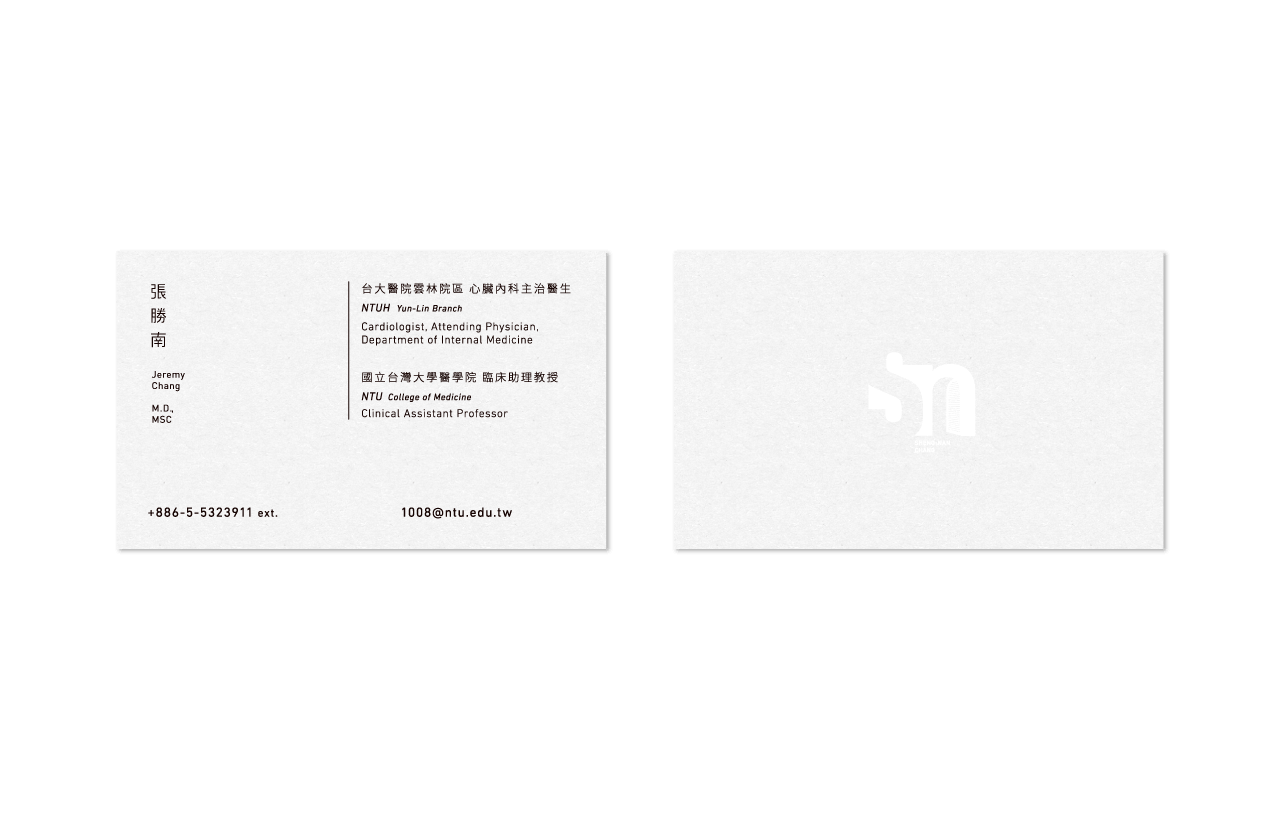 張勝南
Jeremy
Chang
M.D.,
MSC
台大醫院雲林院區 心臟內科主治醫生
NTUH Yun-Lin Branch
Cardiologist, Attending Physician,
Department of Internal Medicine
國立台灣大學醫學院 臨床助理教授
NTU College of Medicine
Clinical Assistant Professor
+886-5-5323911 ext.
1008@ntu.edu.tw
sn